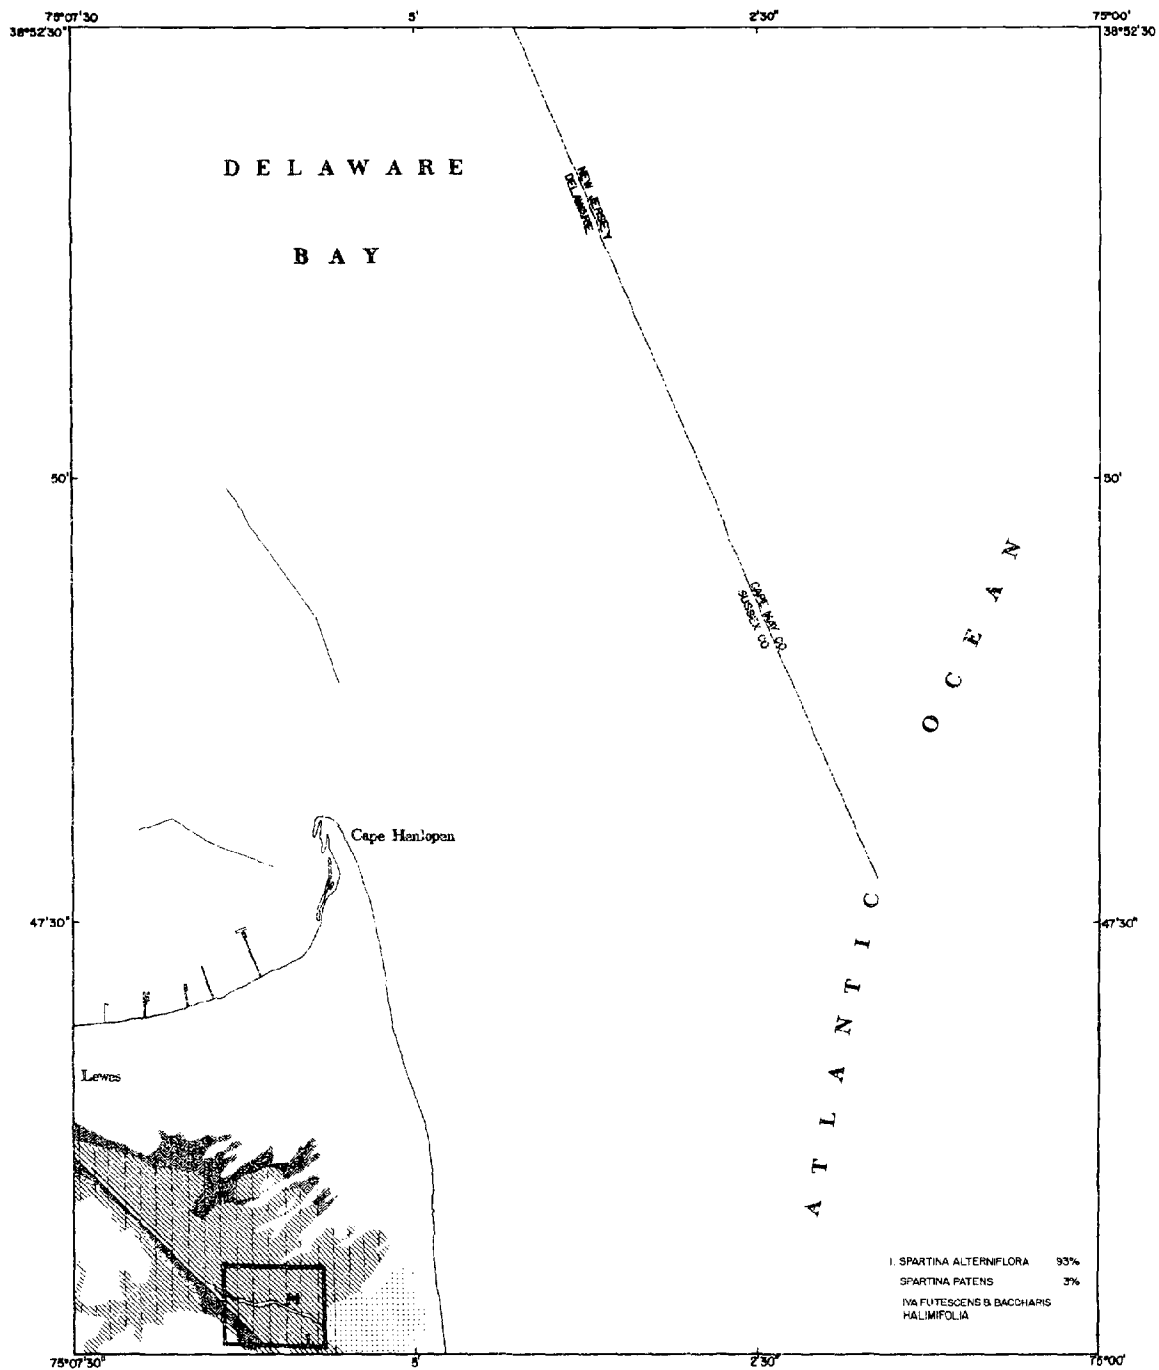 75°07'30" 5' 2'30" 75°00'
38°52'30" 38°52'30
DELAWARE
BAY
NEW JERSEY
DELAWARE
50' 50'
OCEAN
CAPE MAY CO.
SUSSEX CO
Cape Henlopen
47'30" 47'30"
ATLANTIC
Lewes
1. SPARTINA ALTERNIFLORA 93%
SPARTINA PATENS 3%
IVA FUTESCENS & BACCHARIS
HALIMIFOLIA
75°07'30" 5' 2'30" 75°00'